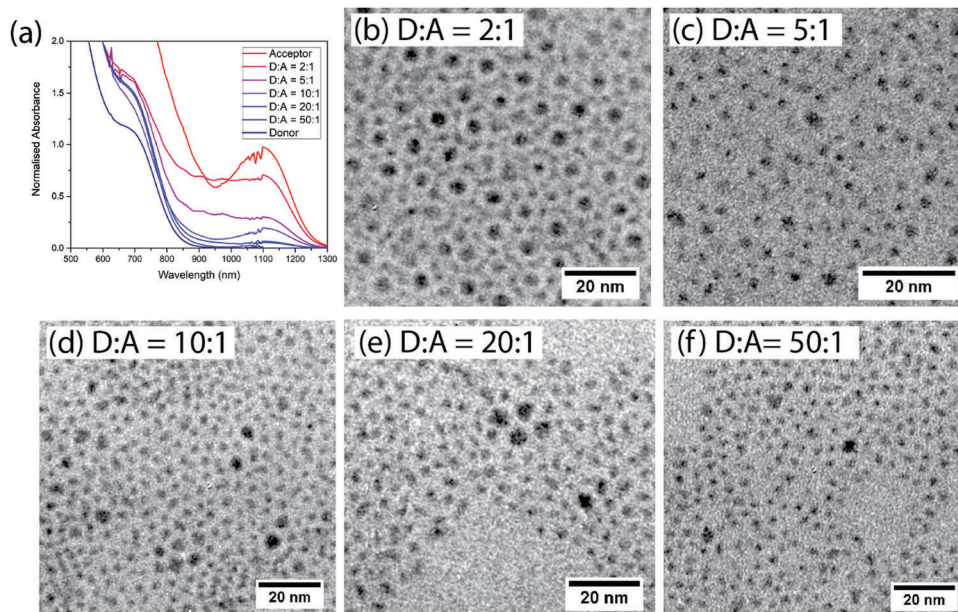 (a)
2.0
1.5
1.0
0.5
0.0
Normalised Absorbance
Acceptor
D:A = 2:1
D:A = 5:1
D:A = 10:1
D:A = 20:1
D:A = 50:1
Donor
500 600 700 800 900 1000 1100 1200 1300
Wavelength (nm)
(b) D:A = 2:1
20 nm
(c) D:A = 5:1
20 nm
(d) D:A = 10:1
20 nm
(e) D:A = 20:1
20 nm
(f) D:A= 50:1
20 nm